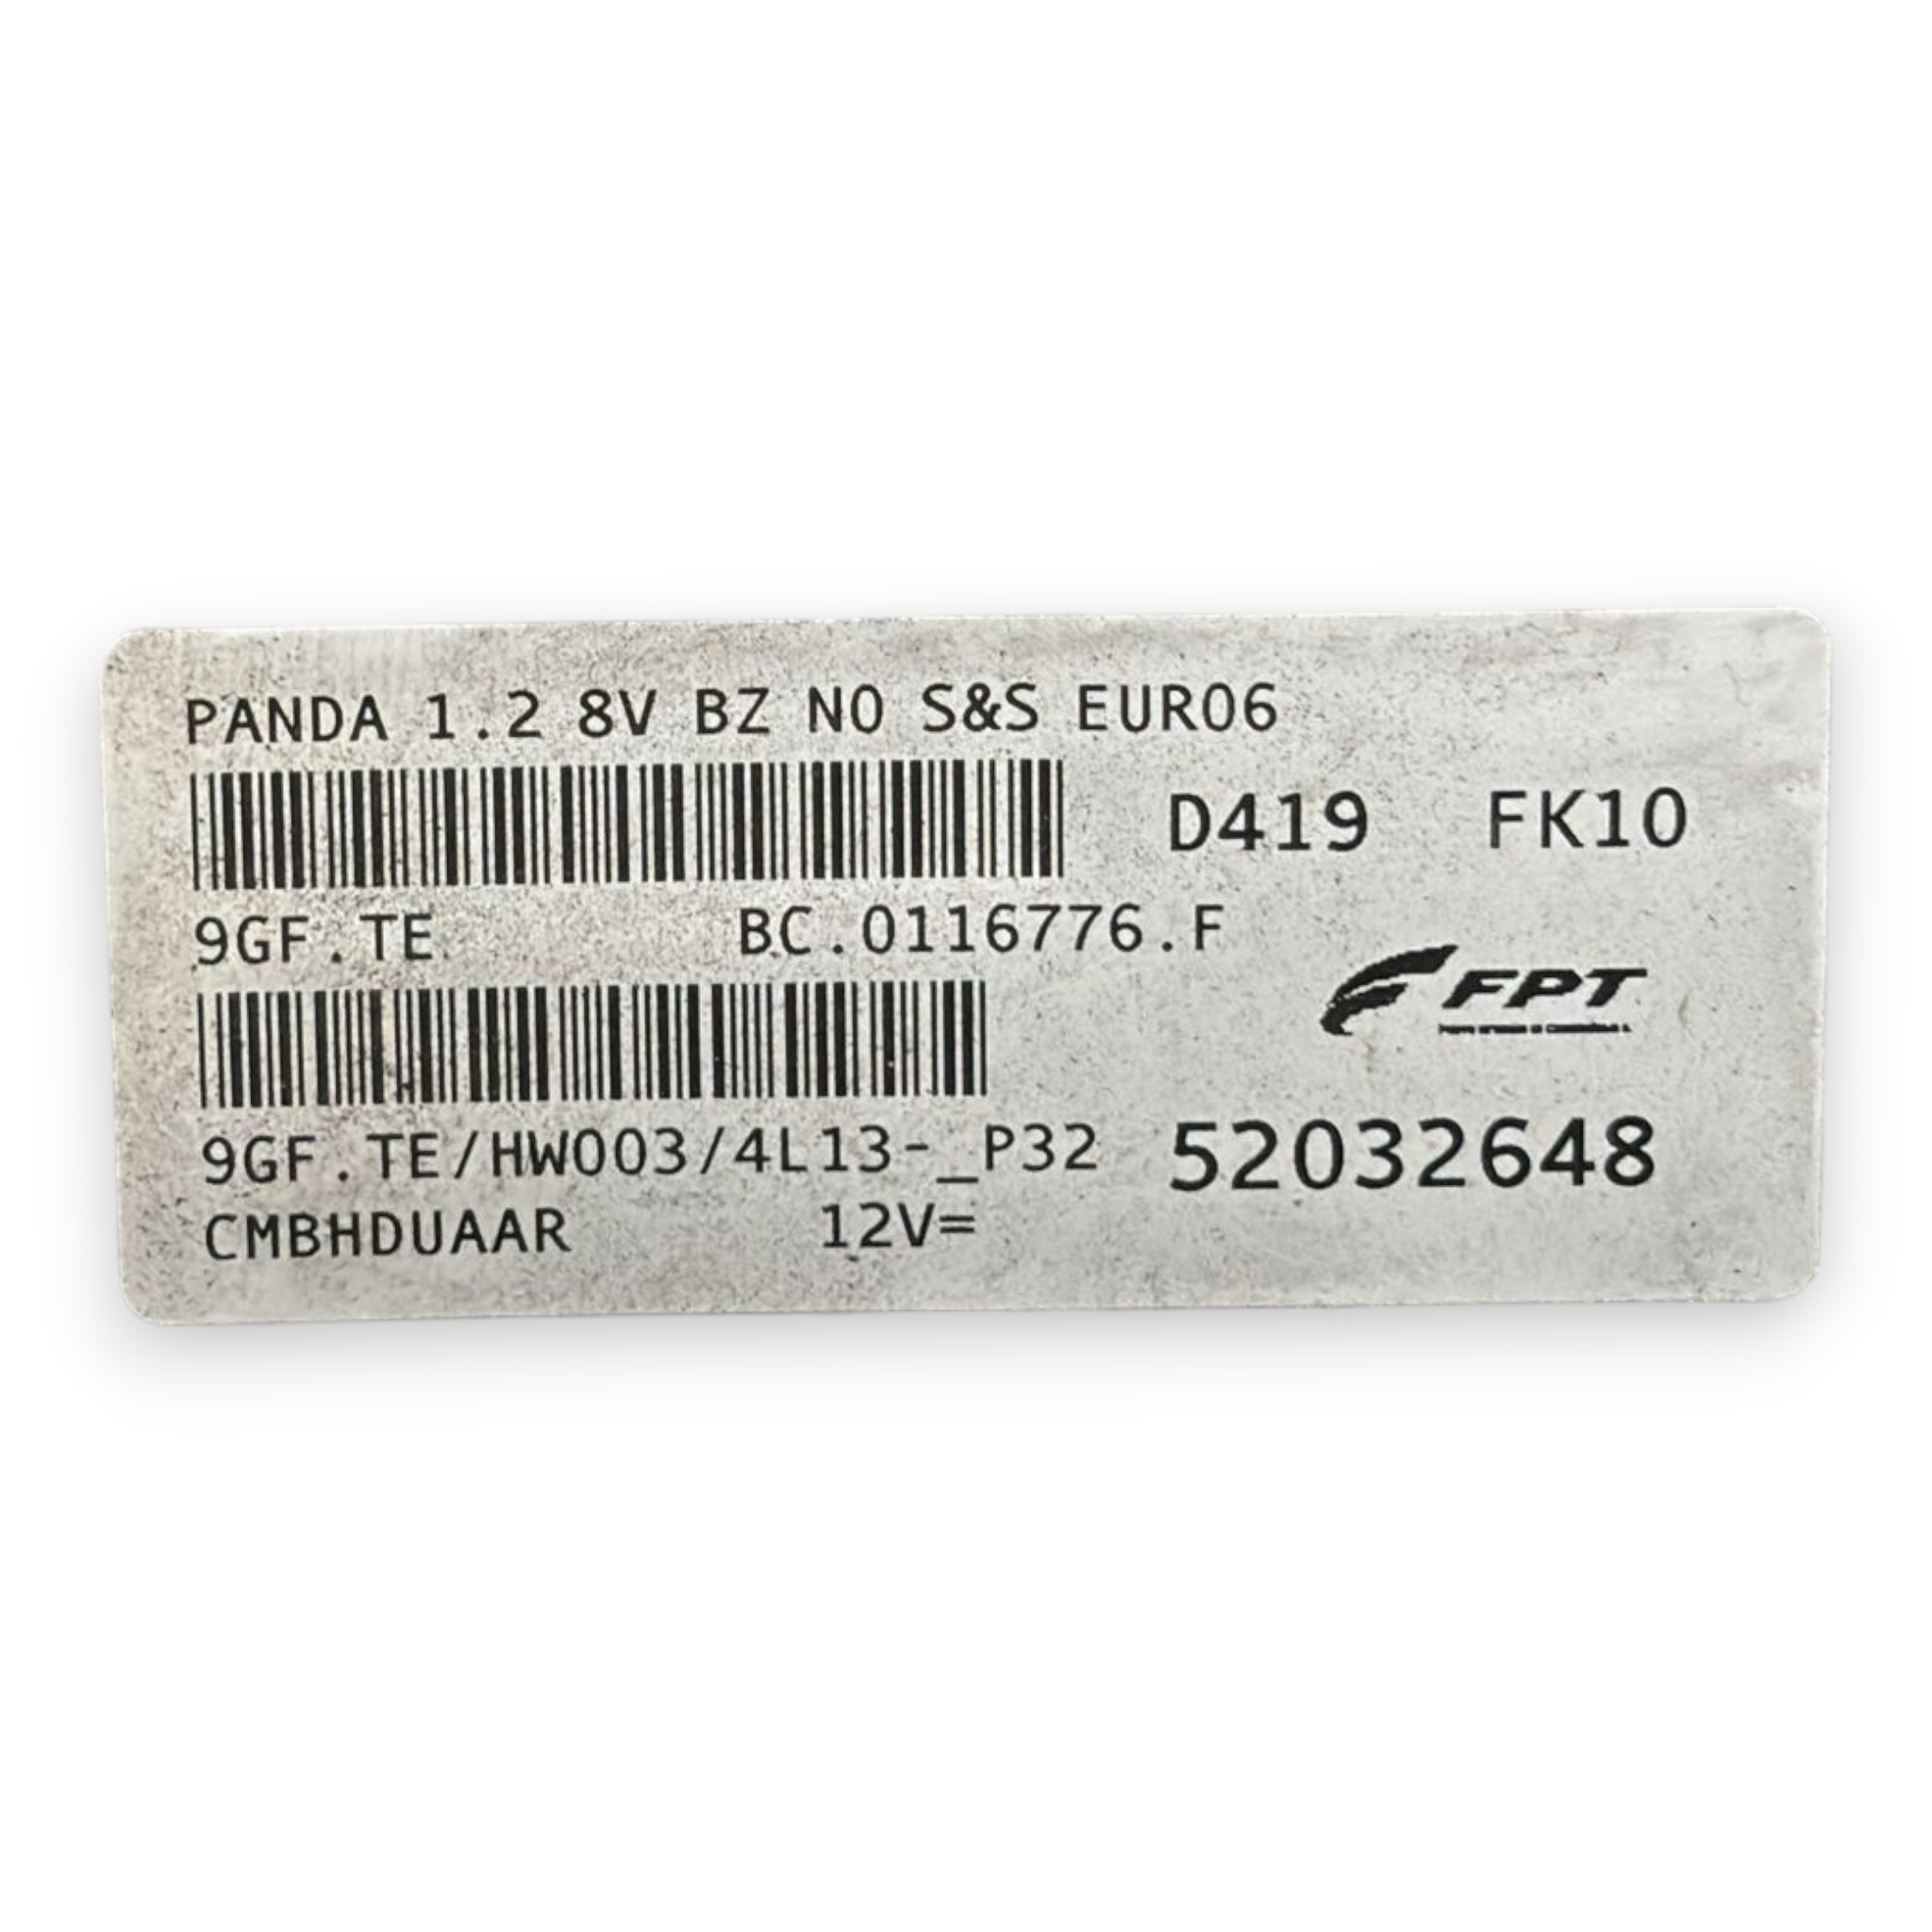 PANDA 1.2 8V BZ NO S&S EURO6
D419 FK10
9GF.TE BC.0116776.F
FPT
9GF.TE/HW003/4L13-_P32 52032648
CMBHDUAAR 12V=